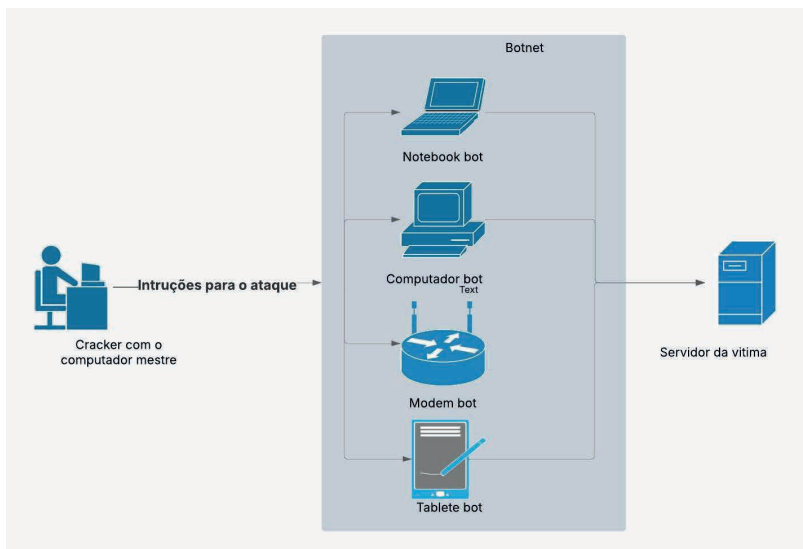 Botnet
Notebook bot
Computador bot
Text
Intruções para o ataque
Cracker com o
computador mestre
Servidor da vitima
Modem bot
Tablete bot